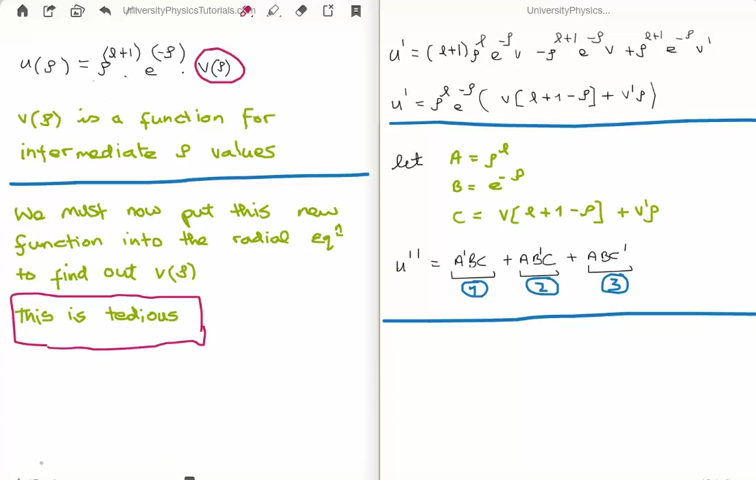 UniversityPhysicsTutorials.com
u(ρ) = ρ^(ℓ+1) . e^(-ρ) . v(ρ)
v(ρ) is a function for
intermediate ρ values
We must now put this new
function into the radial eqⁿ
to find out v(ρ)
this is tedious
UniversityPhysics...
u' = (ℓ+1) ρ^ℓ e^-ρ v - ρ^ℓ+1 e^-ρ v + ρ^ℓ+1 e^-ρ v'
u' = ρ^ℓ e^-ρ ( v[ℓ+1-ρ] + v'ρ)
let A = ρ^ℓ
B = e^-ρ
C = v[ℓ+1-ρ] + v'ρ
u'' = A'BC + AB'C + ABC'
1 2 3